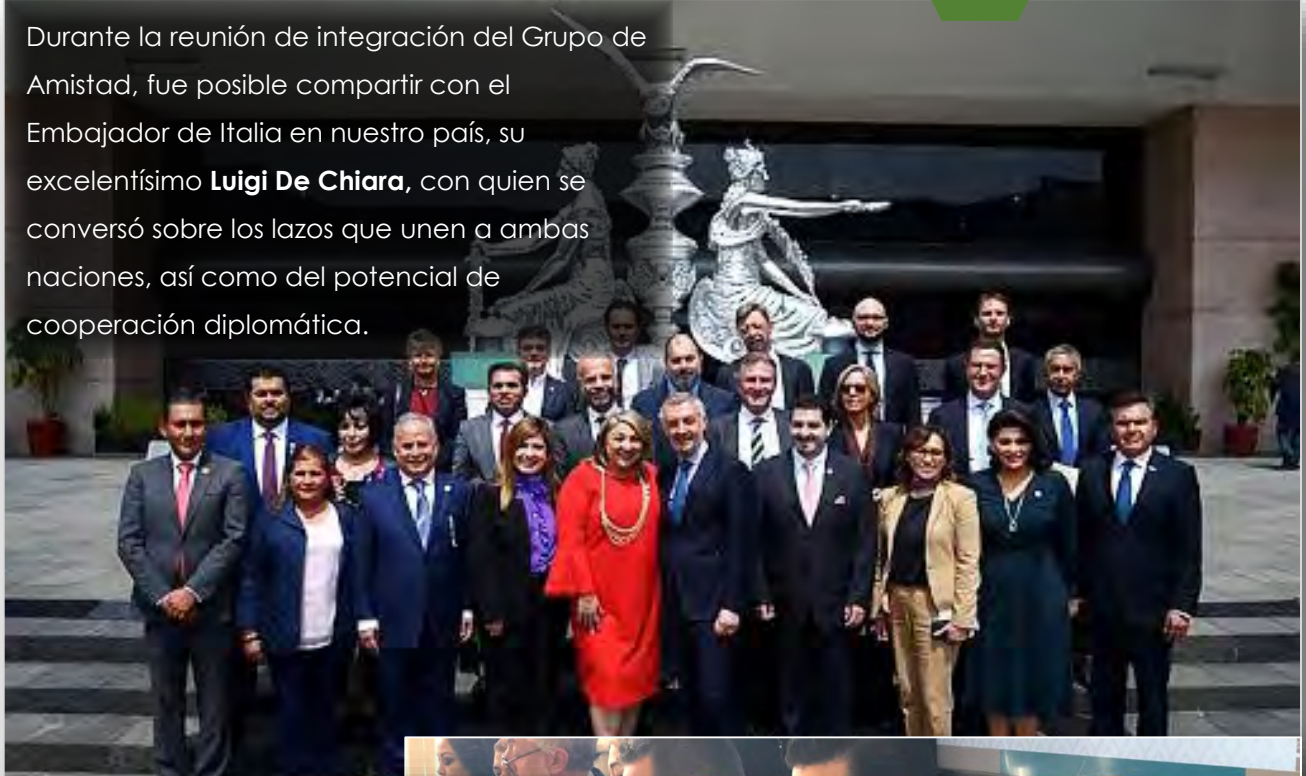 Durante la reunión de integración del Grupo de
Amistad, fue posible compartir con el
Embajador de Italia en nuestro país, su
excelentísimo Luigi De Chiara, con quien se
conversó sobre los lazos que unen a ambas
naciones, así como del potencial de
cooperación diplomática.